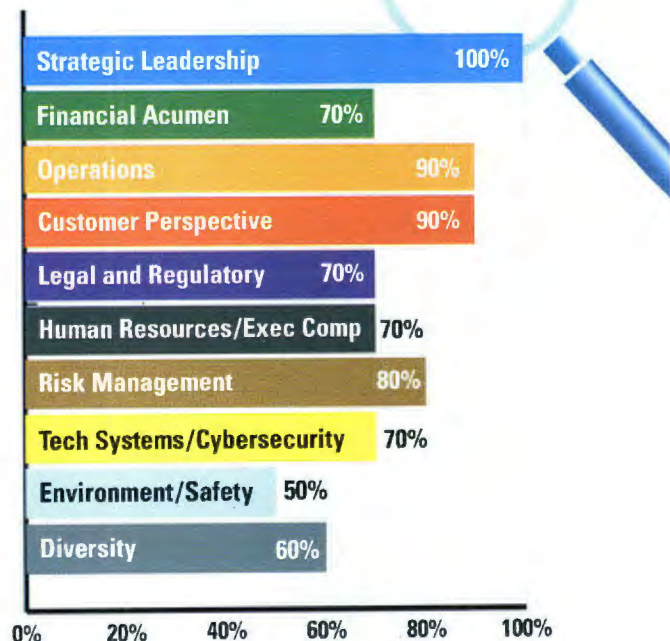 Strategic Leadership 100%
Financial Acumen 70%
Operations 90%
Customer Perspective 90%
Legal and Regulatory 70%
Human Resources/Exec Comp 70%
Risk Management 80%
Tech Systems/Cybersecurity 70%
Environment/Safety 50%
Diversity 60%
0% 20% 40% 60% 80% 100%